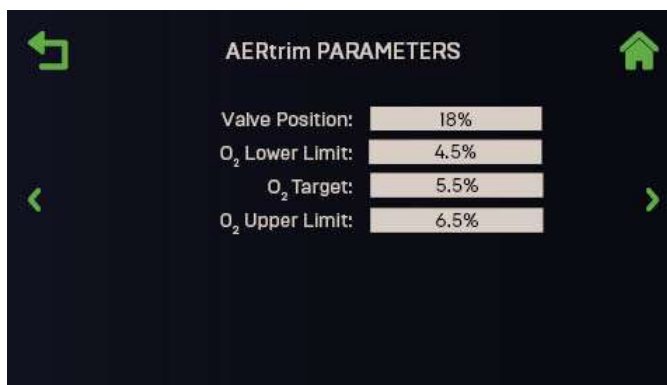 AERtrim PARAMETERS
Valve Position: 18%
O₂ Lower Limit: 4.5%
O₂ Target: 5.5%
O₂ Upper Limit: 6.5%